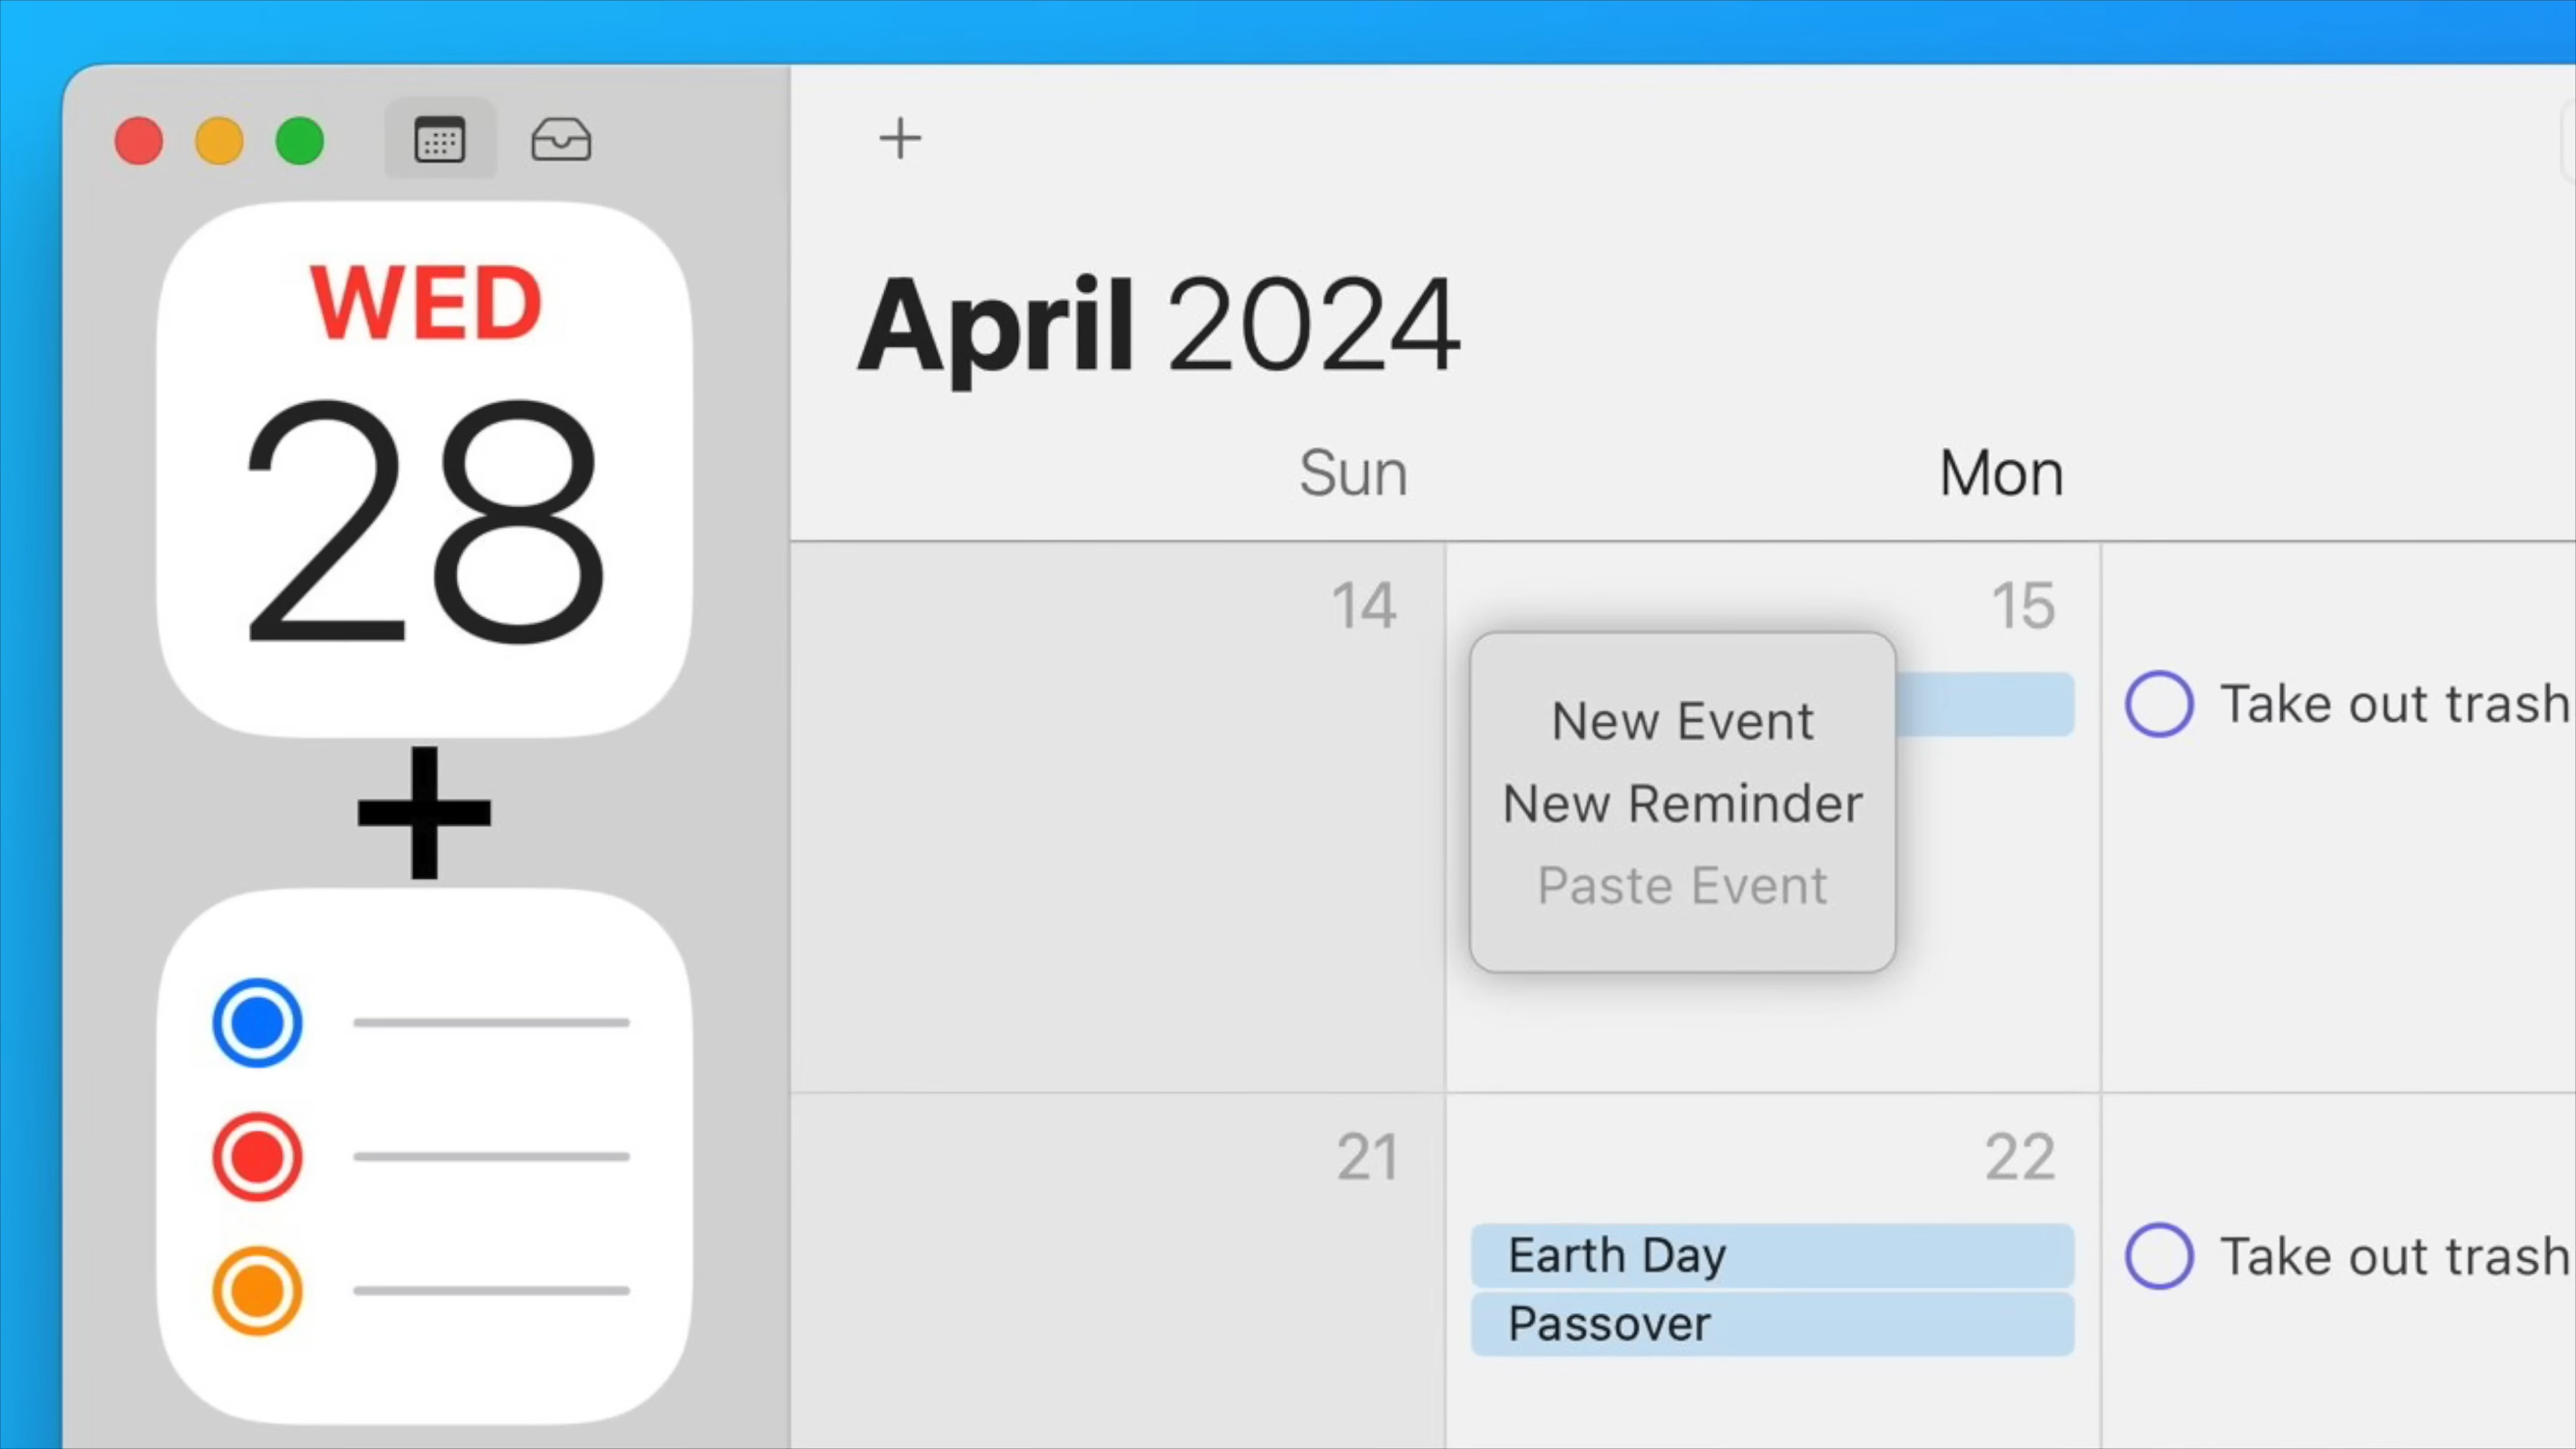 WED
28
April 2024
Sun
Mon
14
15
New Event
New Reminder
Paste Event
Take out trash
21
22
Earth Day
Passover
Take out trash